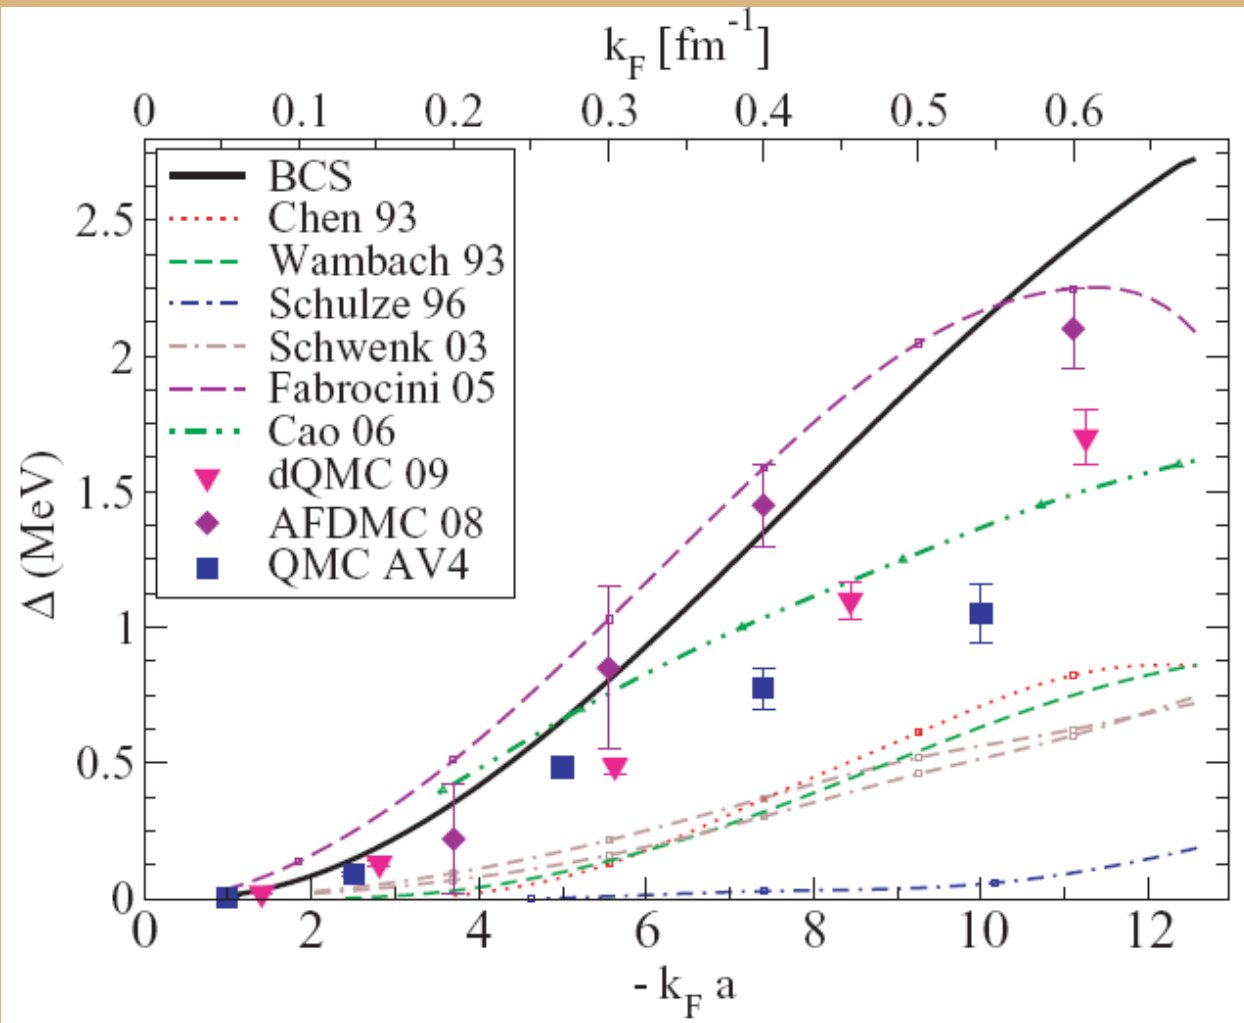 k_F [fm^-1]
0 0.1 0.2 0.3 0.4 0.5 0.6
BCS
Chen 93
Wambach 93
Schulze 96
Schwenk 03
Fabrocini 05
Cao 06
dQMC 09
AFDMC 08
QMC AV4
2.5
2
1.5
1
0.5
0
Δ (MeV)
0 2 4 6 8 10 12
- k_F a